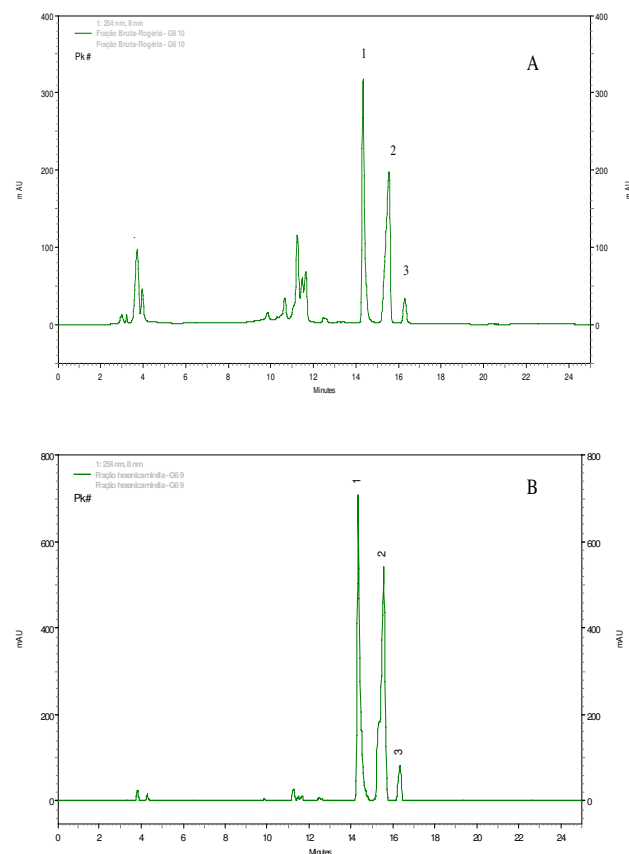 1: 254 nm, 8 nm
Fração Bruta-Rogéria - G6 10
Fração Bruta-Rogéria - G6 10
Pk #
A
1
2
3
400 400
300 300
200 200
100 100
0 0
m AU m AU
0 2 4 6 8 10 12 14 16 18 20 22 24
Minutes
1: 254 nm, 8 nm
Pk #
B
1
2
3
800 800
600 600
400 400
200 200
0 0
mAU mAU
0 2 4 6 8 10 12 14 16 18 20 22 24
Minutes